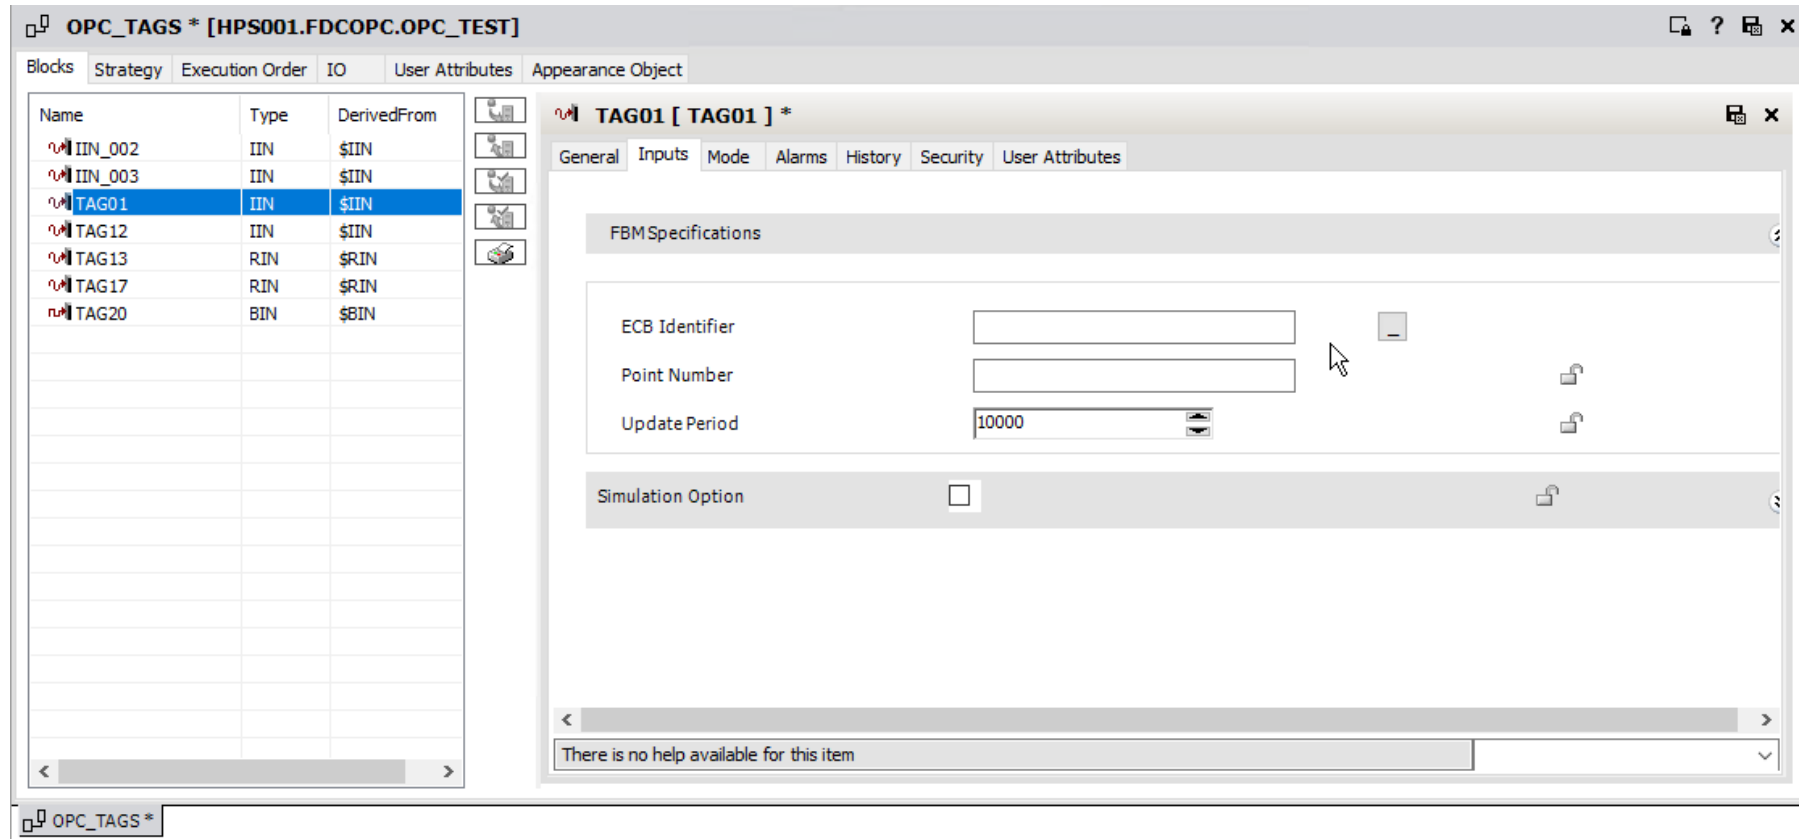 OPC_TAGS * [HPS001.FDCOPC.OPC_TEST]
?
Blocks Strategy Execution Order IO User Attributes Appearance Object
Name Type DerivedFrom
IIN_002 IIN $IIN
IIN_003 IIN $IIN
TAG01 IIN $IIN
TAG12 IIN $IIN
TAG13 RIN $RIN
TAG17 RIN $RIN
TAG20 BIN $BIN
TAG01 [ TAG01 ] *
General Inputs Mode Alarms History Security User Attributes
FBM Specifications
ECB Identifier
_
Point Number
Update Period 10000
Simulation Option
There is no help available for this item
OPC_TAGS *